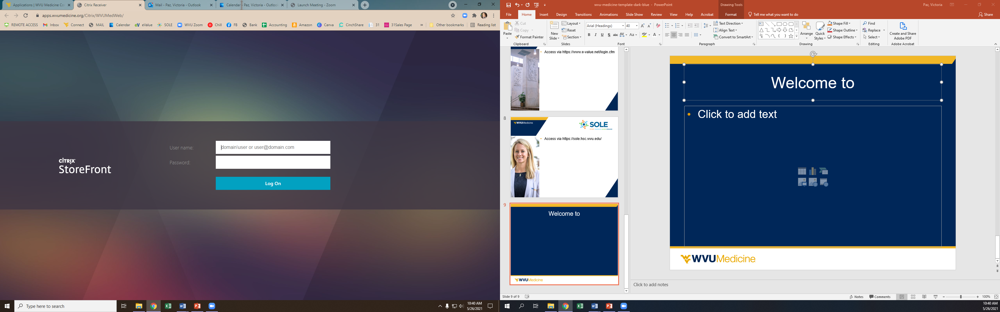 Applications | WVU Medicine Co
Citrix Receiver
Mail - Paz, Victoria - Outlook
Calendar - Paz, Victoria - Outlook
Launch Meeting - Zoom
apps.wvumedicine.org/Citrix/WVUMedWeb/
REMOTE ACCESS
Inbox
Connect
MAIL
Calendar
eValue
SOLE
WVU Zoom
Chill
FB
Bank
Accounting
Amazon
Canva
CinchShare
31
31Sales Page
»
Other bookmarks
Reading list
CİTRIX
StoreFront
User name:
domain\user or user@domain.com
Password:
Log On
Type here to search
10:40 AM
5/26/2021
wvu-medicine-template-dark-blue - PowerPoint
Drawing Tools
Paz, Victoria
File
Home
Insert
Design
Transitions
Animations
Slide Show
Review
View
Help
Acrobat
Format
Tell me what you want to do
Share
Paste
Cut
Copy
Format Painter
Clipboard
New
Slide
Layout
Reset
Section
Slides
Arial (Headings)
40
Font
Text Direction
Align Text
Convert to SmartArt
Paragraph
Arrange
Quick
Styles
Shape Fill
Shape Outline
Shape Effects
Drawing
Find
Replace
Select
Editing
Create and Share
Adobe PDF
Adobe Acrobat
Access via https://www.e-value.net/login.cfm
8
WVUMedicine
SOLE
Access via https://sole.hsc.wvu.edu/
9
Welcome to
WVUMedicine
Welcome to
Click to add text
WVUMedicine
Click to add notes
Slide 9 of 9
Notes
Comments
100%
10:40 AM
5/26/2021